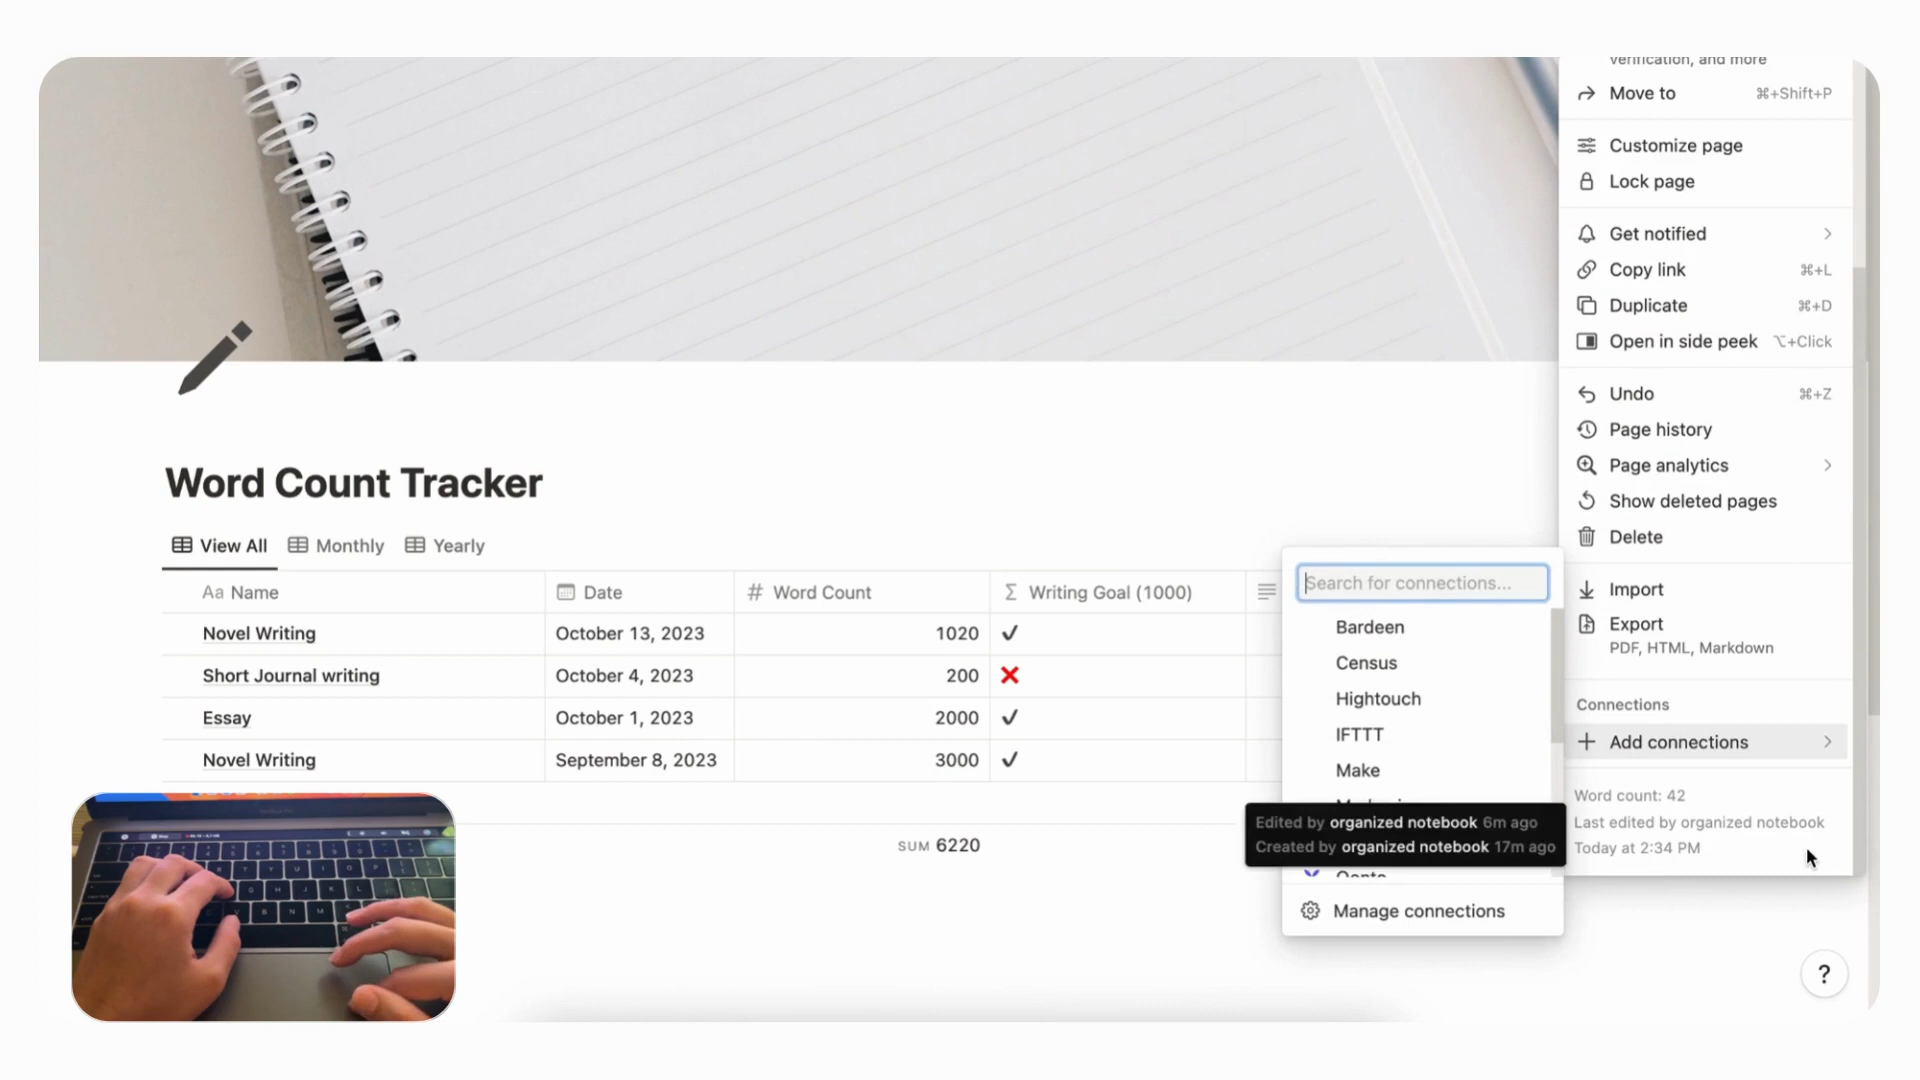 verification, and more
Move to ⌘+Shift+P
Customize page
Lock page
Get notified
Copy link ⌘+L
Duplicate ⌘+D
Open in side peek ⌥+Click
Undo ⌘+Z
Page history
Page analytics
Show deleted pages
Delete
Import
Export
PDF, HTML, Markdown
Connections
Add connections
Word count: 42
Last edited by organized notebook
Today at 2:34 PM
Word Count Tracker
View All Monthly Yearly
Aa Name Date # Word Count Σ Writing Goal (1000)
Novel Writing October 13, 2023 1020 ✔
Short Journal writing October 4, 2023 200 ❌
Essay October 1, 2023 2000 ✔
Novel Writing September 8, 2023 3000 ✔
SUM 6220
Search for connections...
Bardeen
Census
Hightouch
IFTTT
Make
Edited by organized notebook 6m ago
Created by organized notebook 17m ago
Manage connections
?